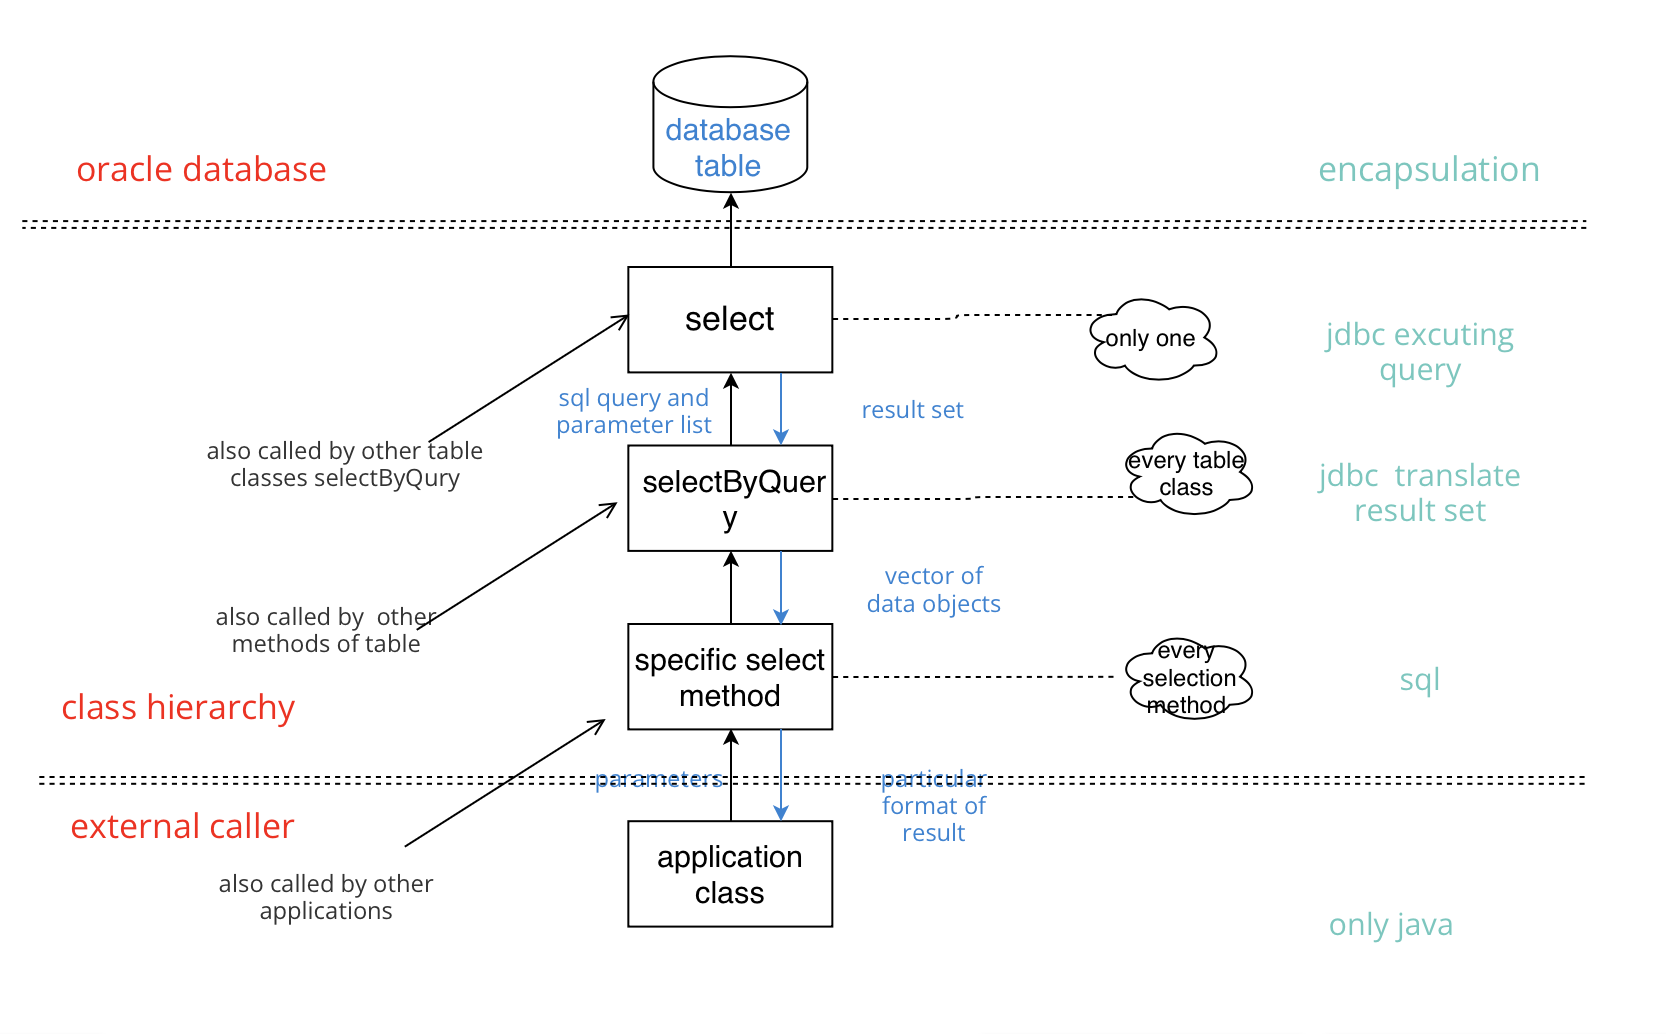 database
table
oracle database
encapsulation
select
only one
jdbc excuting
query
sql query and
parameter list
result set
also called by other table
classes selectByQury
selectByQuer
y
every table
class
jdbc  translate
result set
vector of
data objects
also called by  other
methods of table
specific select
method
every
selection
method
sql
class hierarchy
parameters
particular
format of
result
external caller
application
class
also called by other
applications
only java